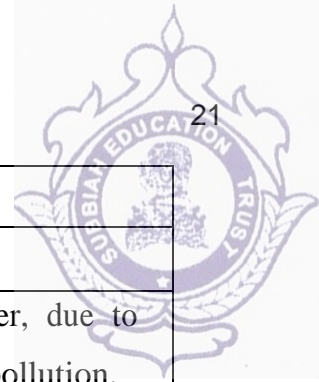 21
SUBBIAH EDUCATION TRUST
er, due to
pollution.